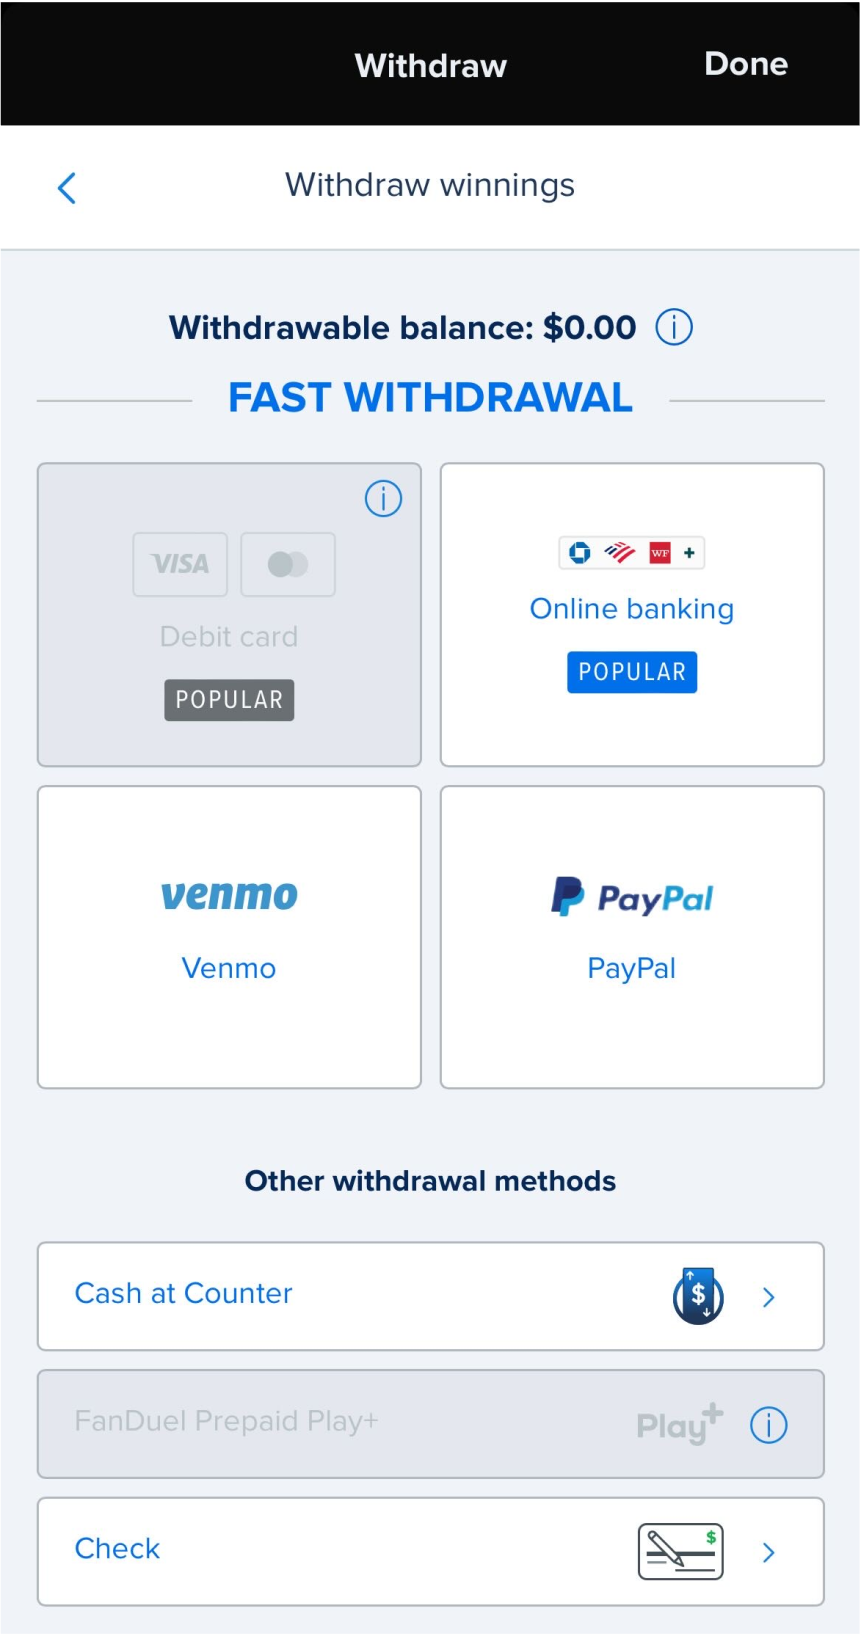 Withdraw
Done
Withdraw winnings
Withdrawable balance: $0.00
FAST WITHDRAWAL
VISA
Debit card
POPULAR
WF +
Online banking
POPULAR
venmo
Venmo
PayPal
PayPal
Other withdrawal methods
Cash at Counter
$
FanDuel Prepaid Play+
Play+
Check
$